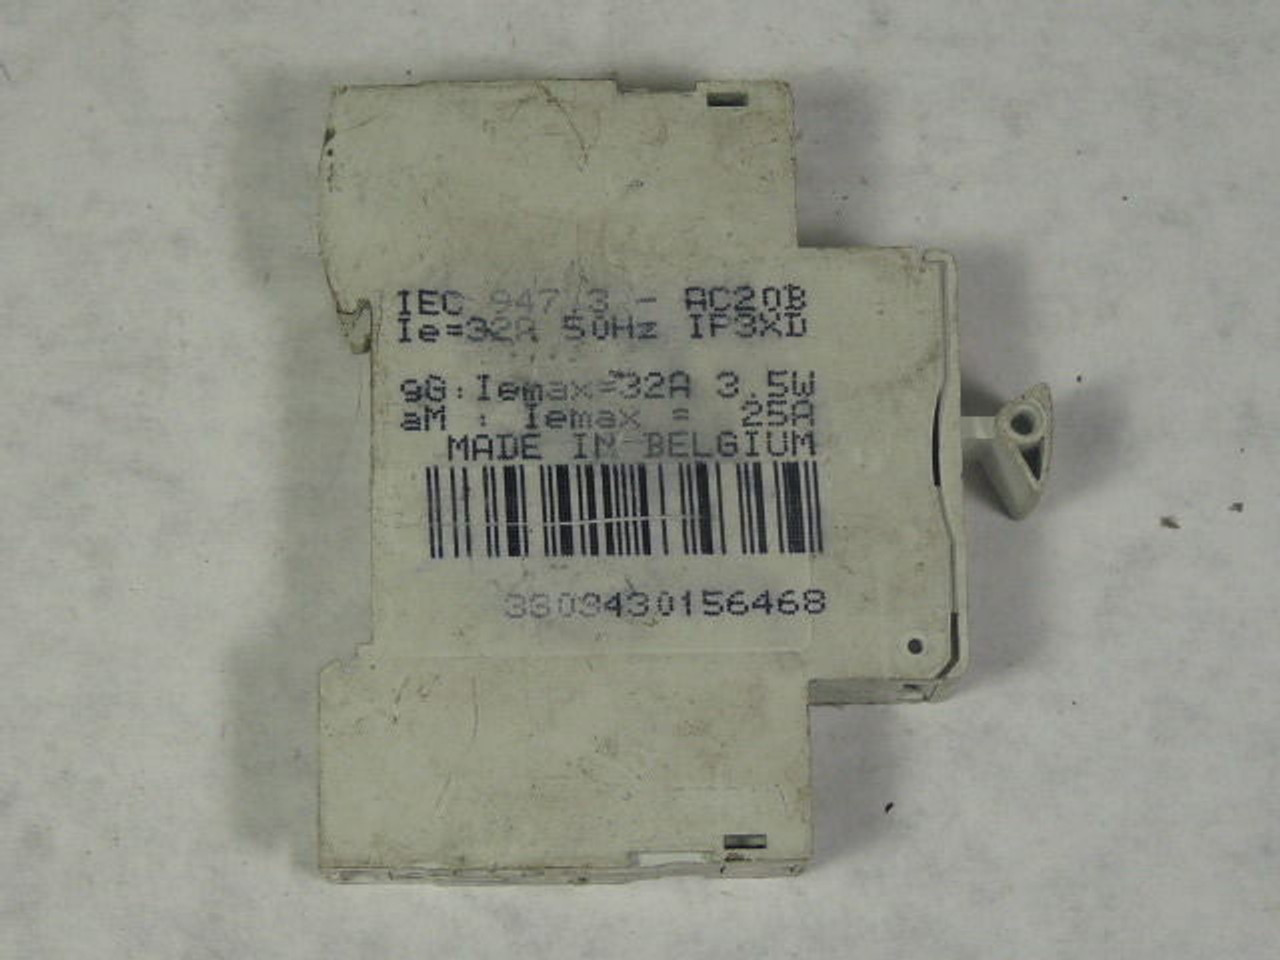 IEC 947-3 - AC20B
Ie=32A 50Hz IP3XD
gG:Iemax=32A 3.5W
aM : Iemax = 25A
MADE IN BELGIUM
3303430156468